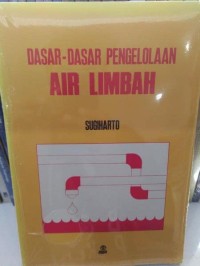 DASAR-DASAR PENGELOLAAN
AIR LIMBAH
SUGIHARTO